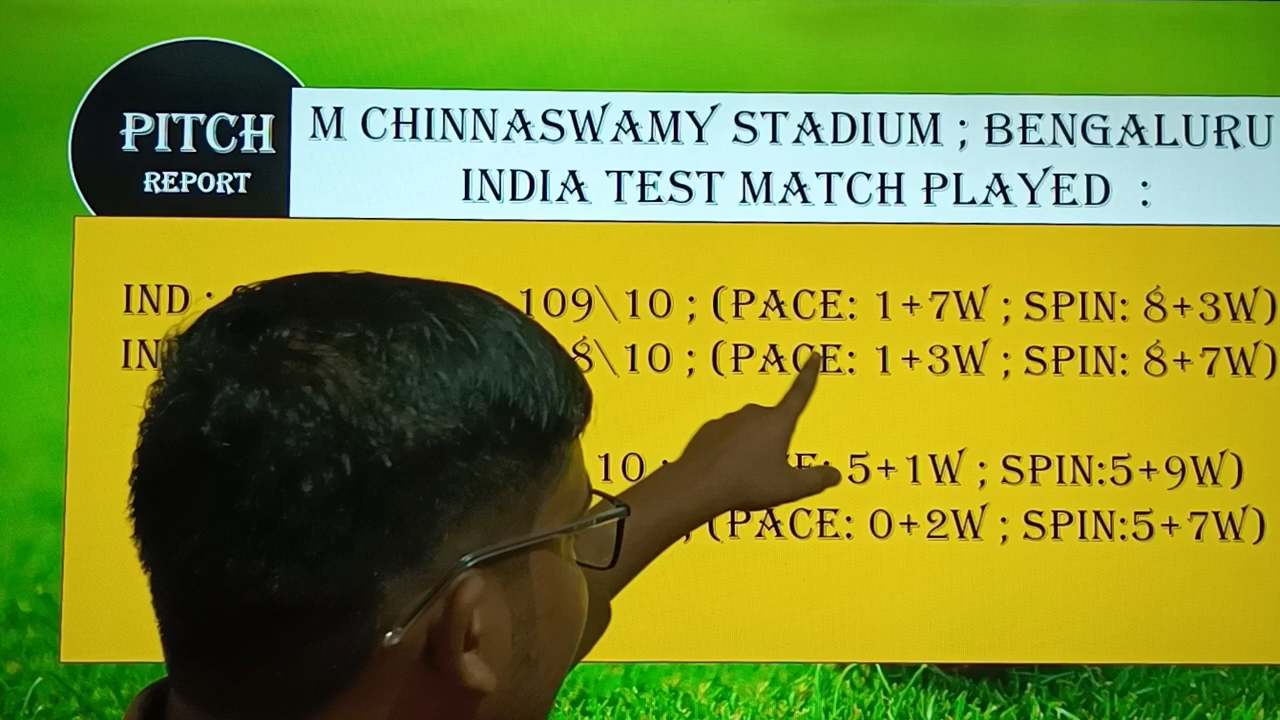 PITCH
REPORT
M CHINNASWAMY STADIUM ; BENGALURU
INDIA TEST MATCH PLAYED :
IND : 109\10 ; (PACE: 1+7W ; SPIN: 8+3W)
8\10 ; (PACE: 1+3W ; SPIN: 8+7W)
10 ; 5+1W ; SPIN:5+9W)
; (PACE: 0+2W ; SPIN:5+7W)